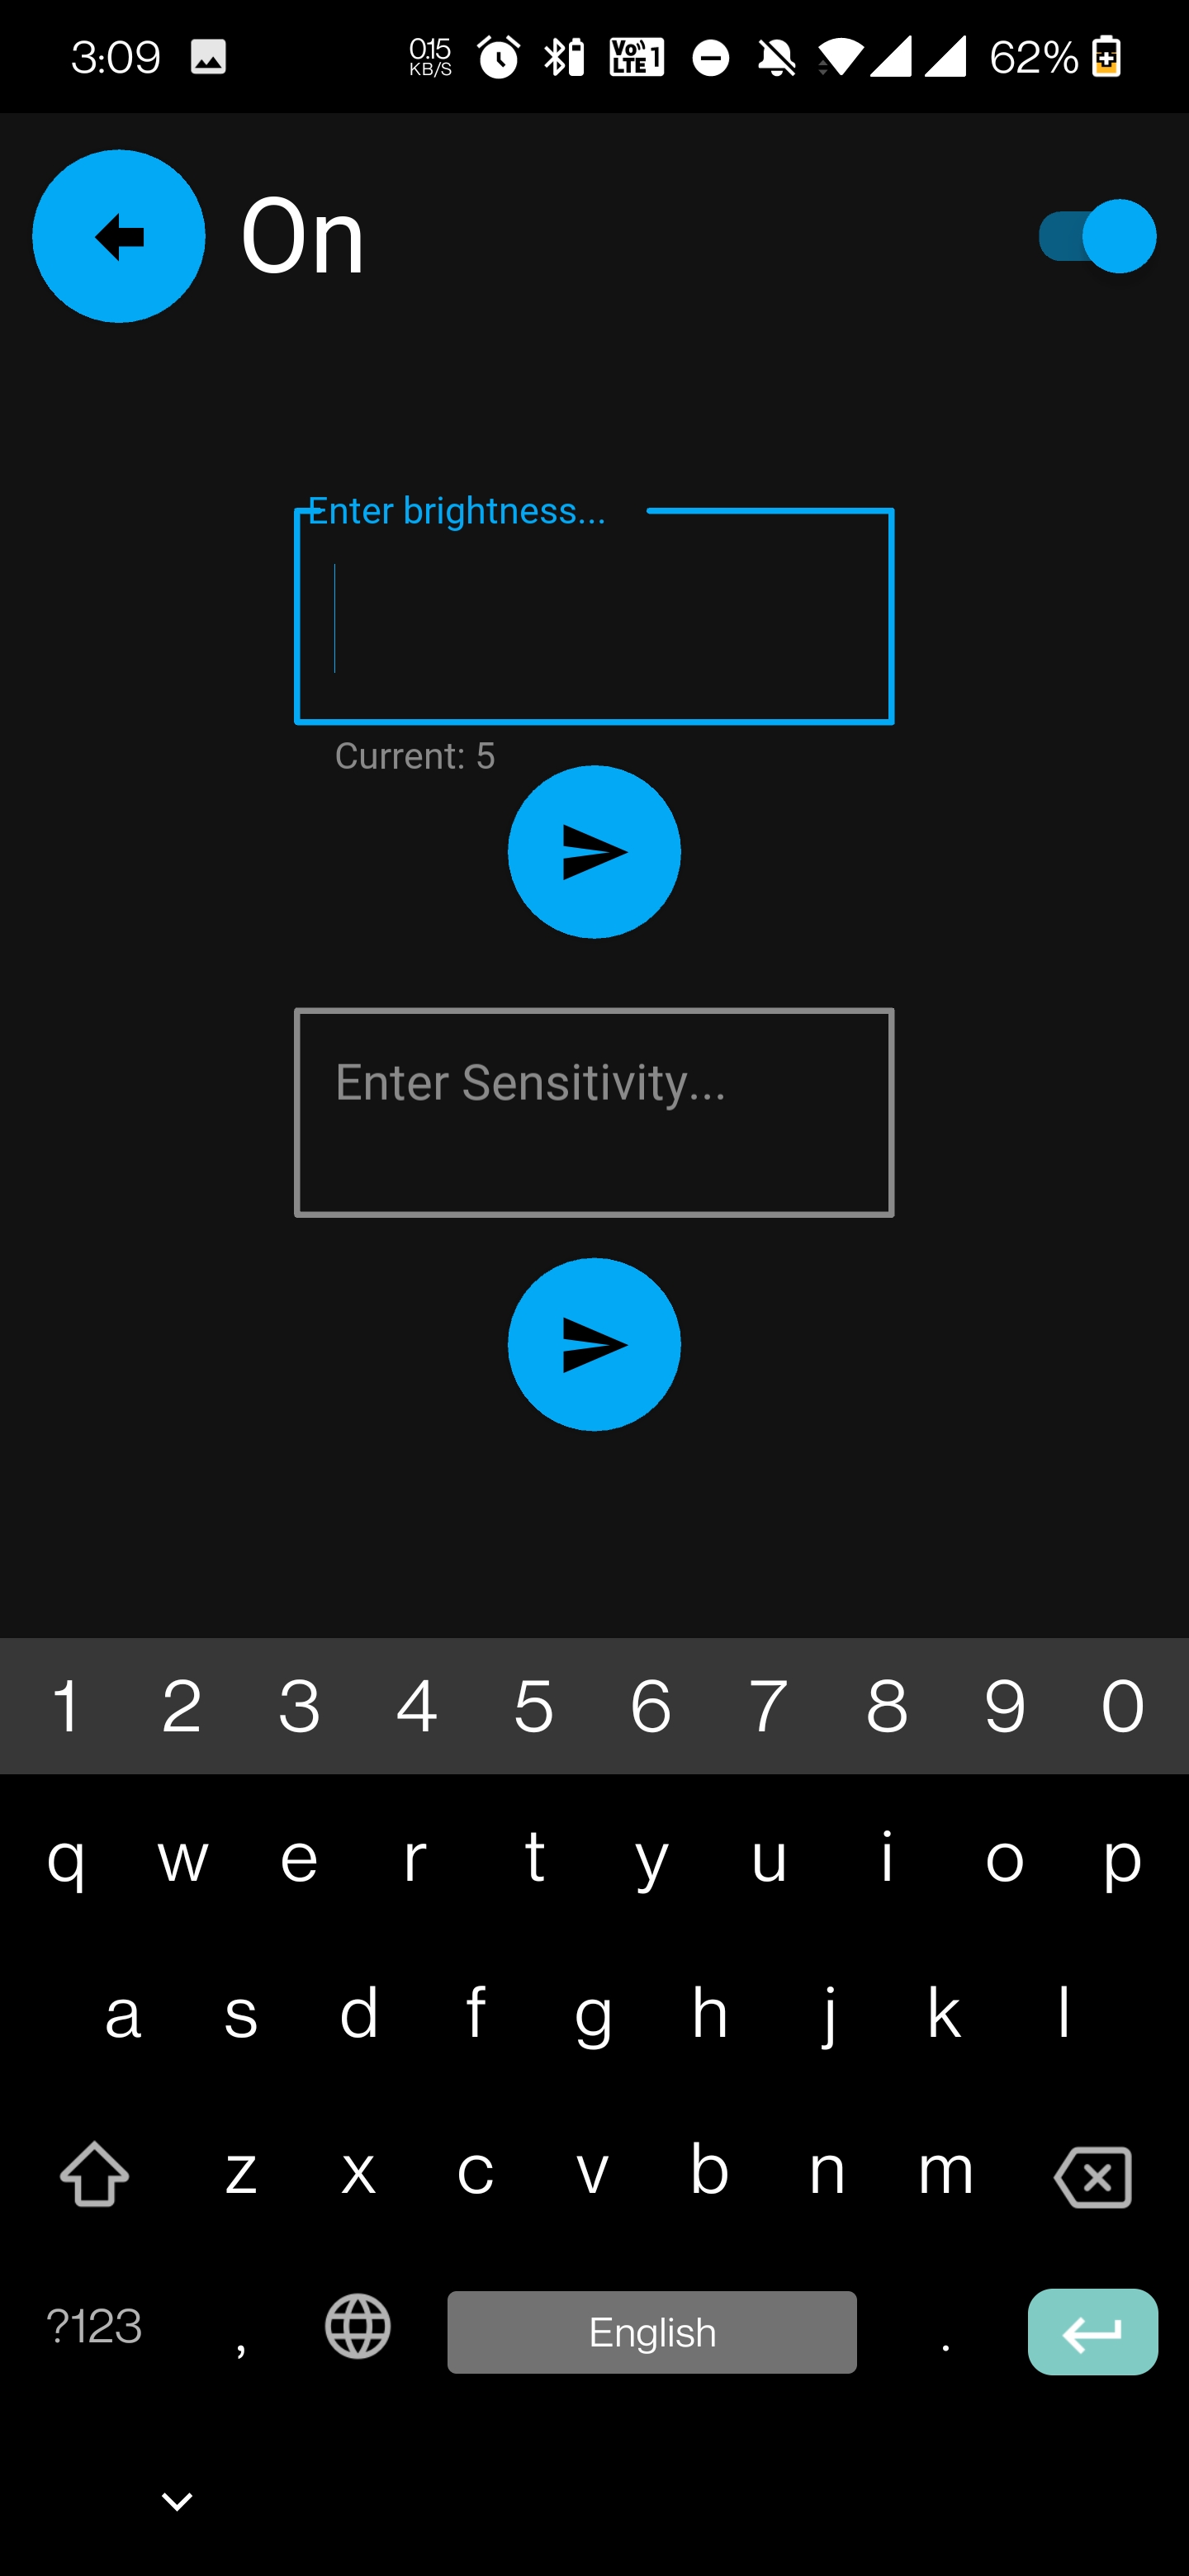 3:09 0.15 KB/S Vo)) LTE 1 62%
On
Enter brightness...
Current: 5
Enter Sensitivity...
1 2 3 4 5 6 7 8 9 0
q w e r t y u i o p
a s d f g h j k l
z x c v b n m
?123 , English .